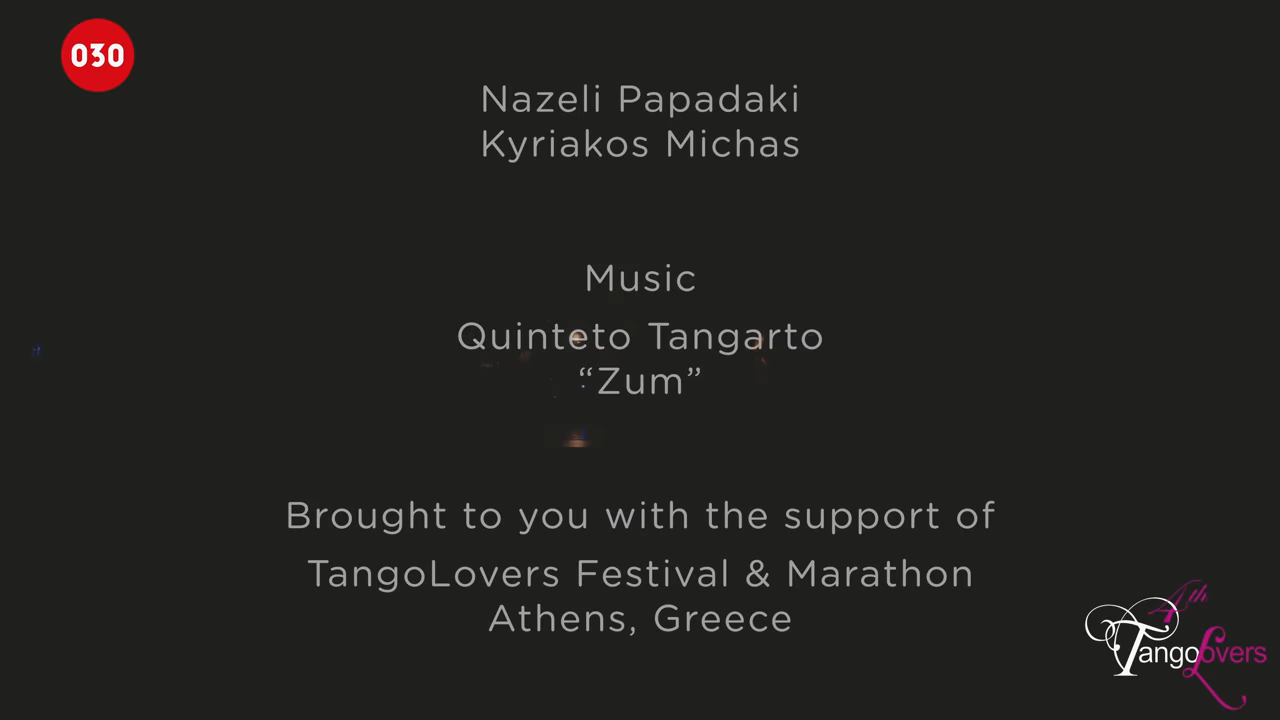 030
Nazeli Papadaki
Kyriakos Michas
Music
Quinteto Tangarto
“Zum”
Brought to you with the support of
TangoLovers Festival & Marathon
Athens, Greece
4th
TangoLovers